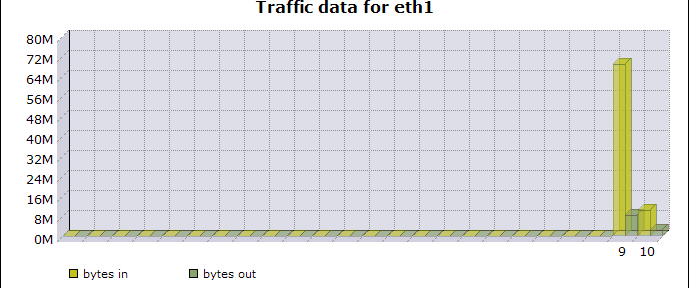 Traffic data for eth1
80M
72M
64M
56M
48M
40M
32M
24M
16M
8M
0M
9 10
bytes in bytes out